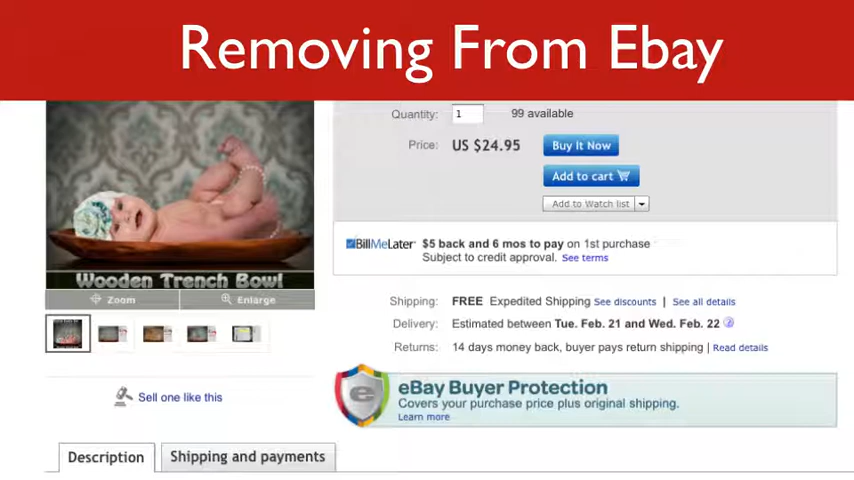 Removing From Ebay
Quantity: 1 99 available
Price: US $24.95 Buy It Now
Add to cart
Add to Watch list
BillMeLater $5 back and 6 mos to pay on 1st purchase
Subject to credit approval. See terms
Wooden Trench Bowl
Zoom Enlarge
Shipping: FREE Expedited Shipping See discounts | See all details
Delivery: Estimated between Tue. Feb. 21 and Wed. Feb. 22
Returns: 14 days money back, buyer pays return shipping | Read details
Sell one like this
e eBay Buyer Protection
Covers your purchase price plus original shipping.
Learn more
Description Shipping and payments